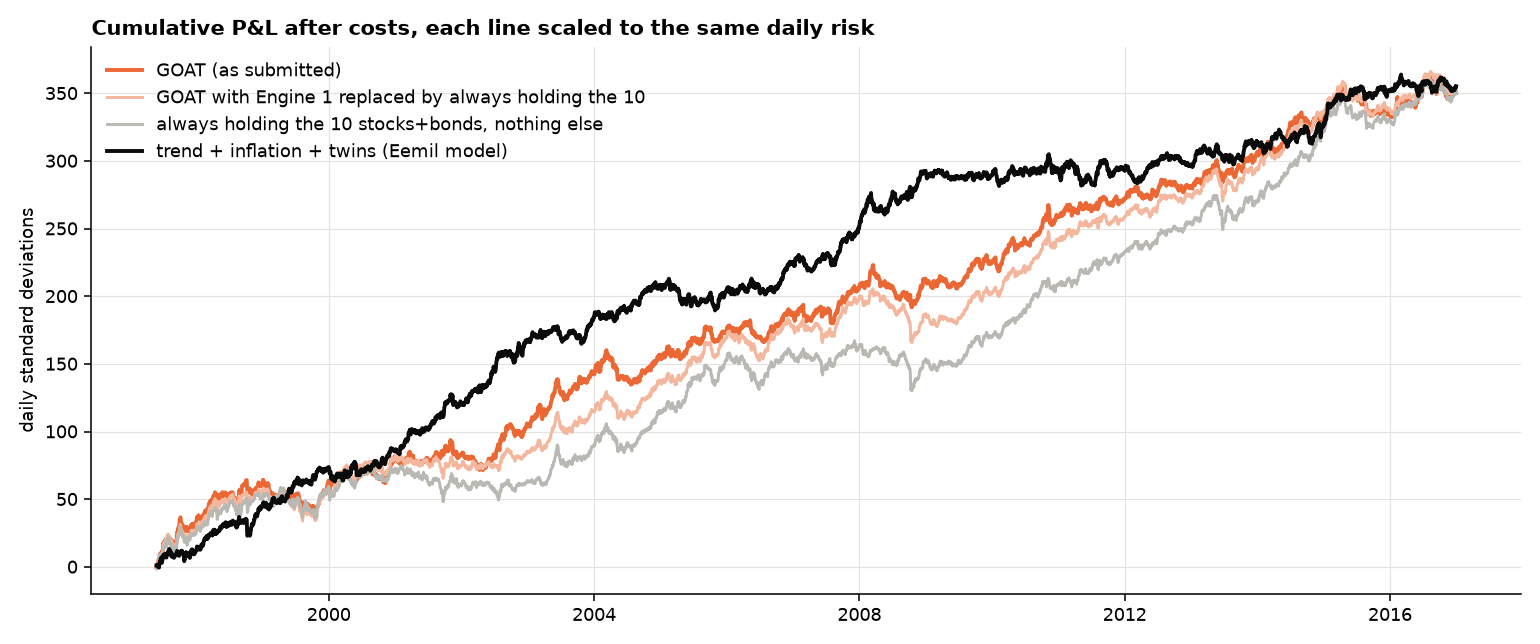 Cumulative P&L after costs, each line scaled to the same daily risk
GOAT (as submitted)
GOAT with Engine 1 replaced by always holding the 10
always holding the 10 stocks+bonds, nothing else
trend + inflation + twins (Eemil model)
daily standard deviations
350
300
250
200
150
100
50
0
2000
2004
2008
2012
2016